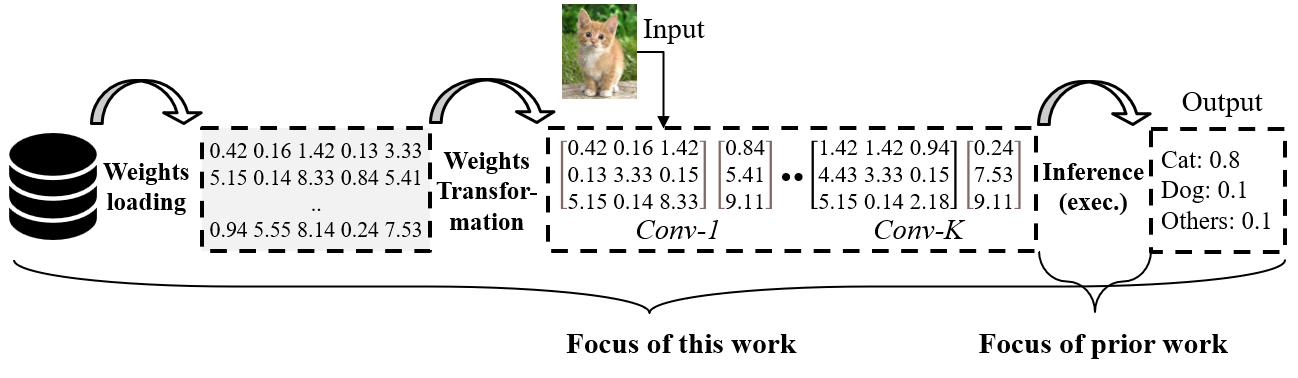 Input
Output
Weights
loading
0.42 0.16 1.42 0.13 3.33
5.15 0.14 8.33 0.84 5.41
..
0.94 5.55 8.14 0.24 7.53
Weights
Transfor-
mation
0.42 0.16 1.42
0.13 3.33 0.15
5.15 0.14 8.33
0.84
5.41
9.11
Conv-1
••
1.42 1.42 0.94
4.43 3.33 0.15
5.15 0.14 2.18
0.24
7.53
9.11
Conv-K
Inference
(exec.)
Cat: 0.8
Dog: 0.1
Others: 0.1
Focus of this work
Focus of prior work